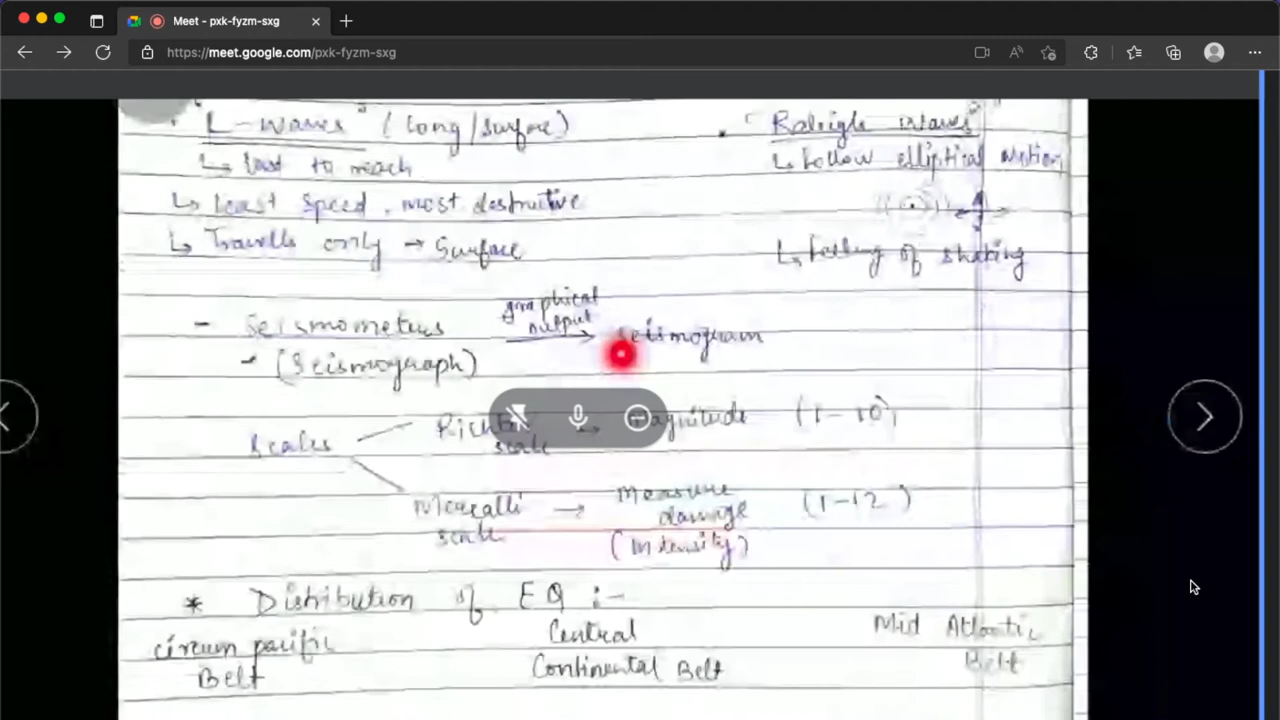 Meet - pxk-fyzm-sxg
https://meet.google.com/pxk-fyzm-sxg
"L-waves" (Long/surface)
↳ last to reach
↳ least speed, most destructive
↳ Travells only → Surface
"Raleigh waves"
↳ follow elliptical motion
↳ feeling of shaking
- Seismometers graphical output → seismogram
- (Seismograph)
Scales
Richter scale → Magnitude (1-10)
Mercalli scale → Measure damage (1-12)
(Intensity)
* Distribution of EQ :-
circum pacific Belt
Central Continental Belt
Mid Atlantic Belt